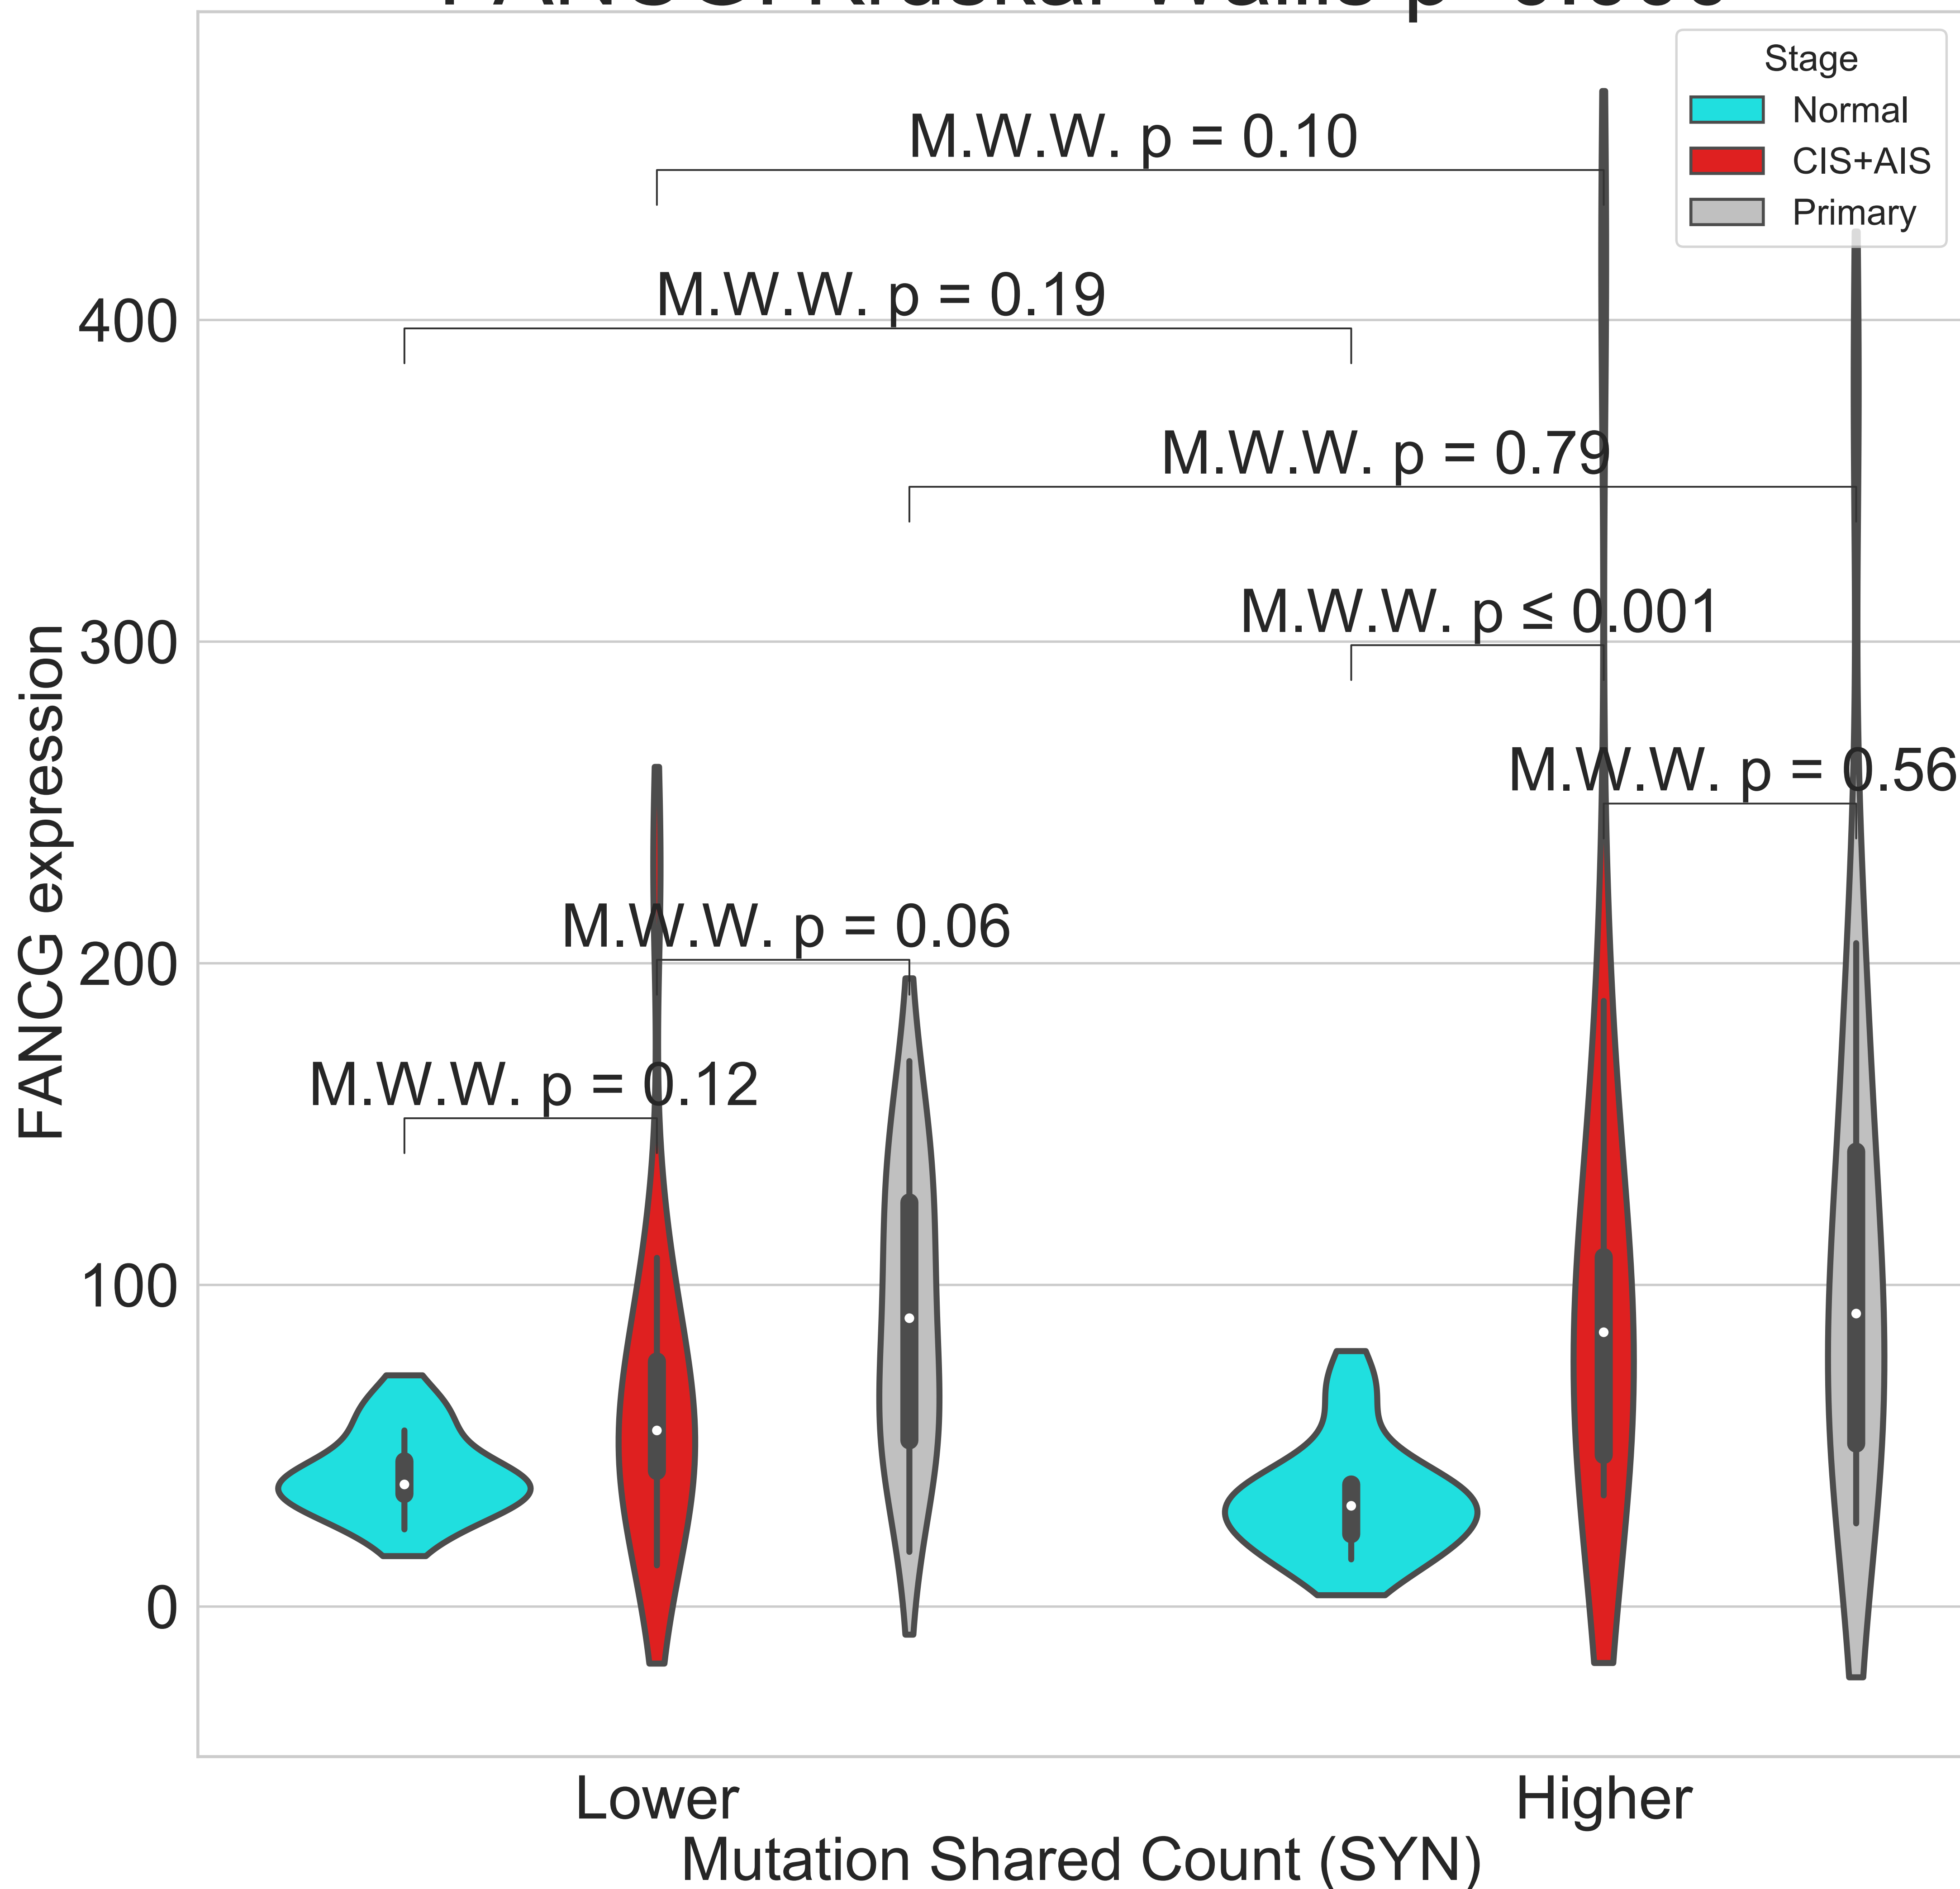 Stage
Normal
CIS+AIS
Primary
M.W.W. p = 0.10
M.W.W. p = 0.19
M.W.W. p = 0.79
M.W.W. p ≤ 0.001
M.W.W. p = 0.56
M.W.W. p = 0.06
M.W.W. p = 0.12
FANCG expression
400
300
200
100
0
Lower
Higher
Mutation Shared Count (SYN)